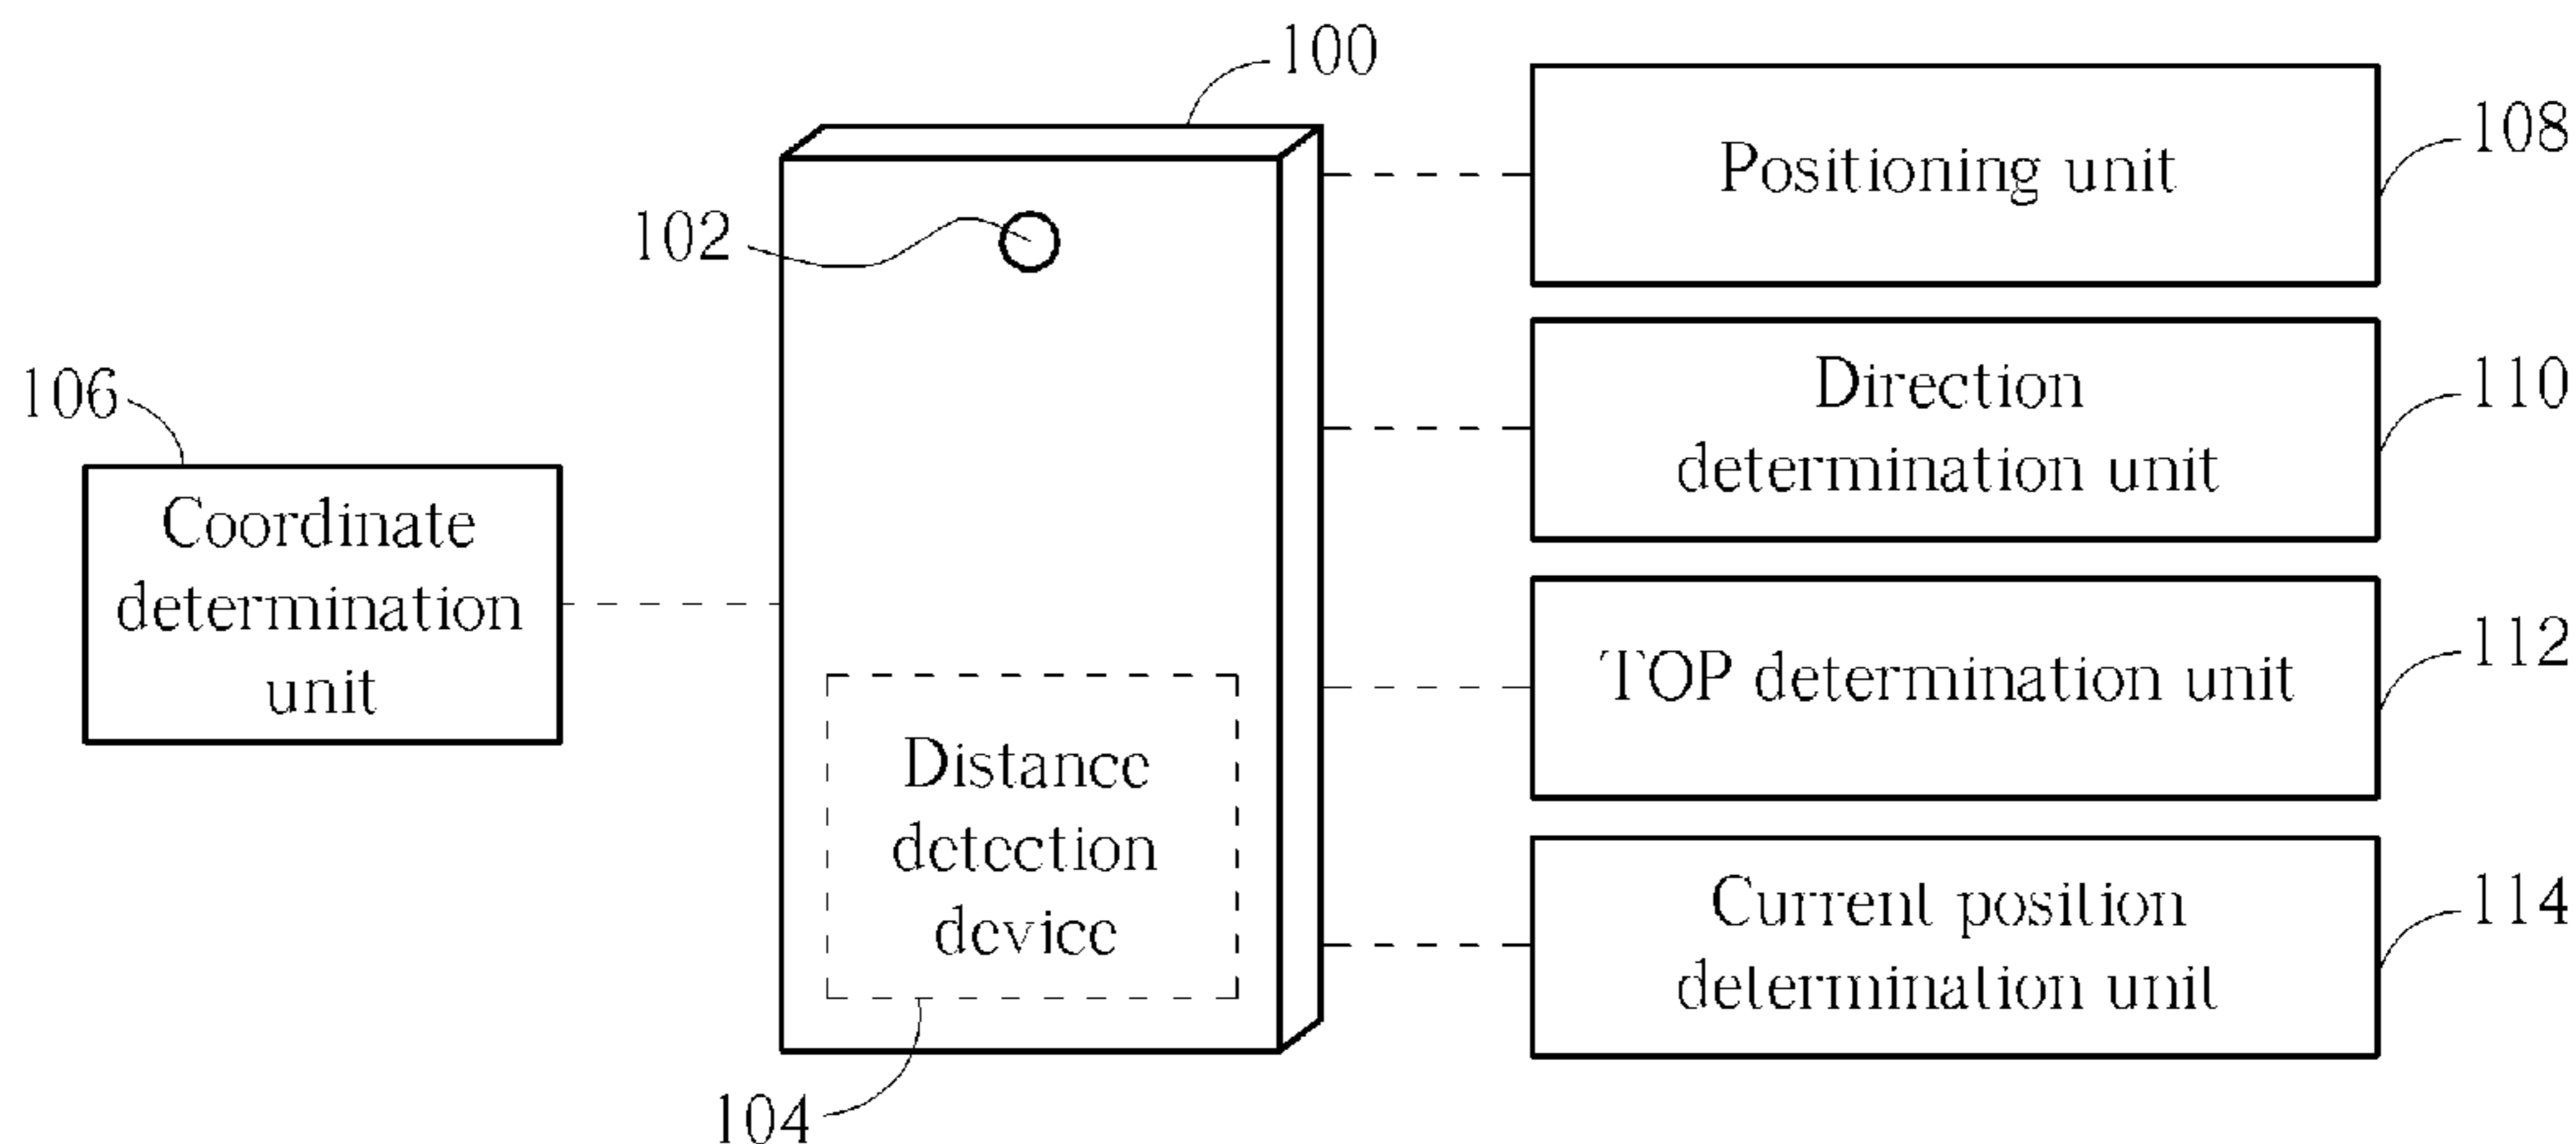 100
102
104
106
Coordinate
determination
unit
Distance
detection
device
Positioning unit
108
Direction
determination unit
110
TOP determination unit
112
Current position
determination unit
114